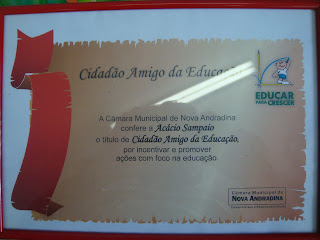 Cidadão Amigo da Educação
EDUCAR
PARA
CRESCER
A Câmara Municipal de Nova Andradina
confere a Acácio Sampaio
o título de Cidadão Amigo da Educação,
por incentivar e promover
ações com foco na educação
Câmara Municipal de
NOVA ANDRADINA